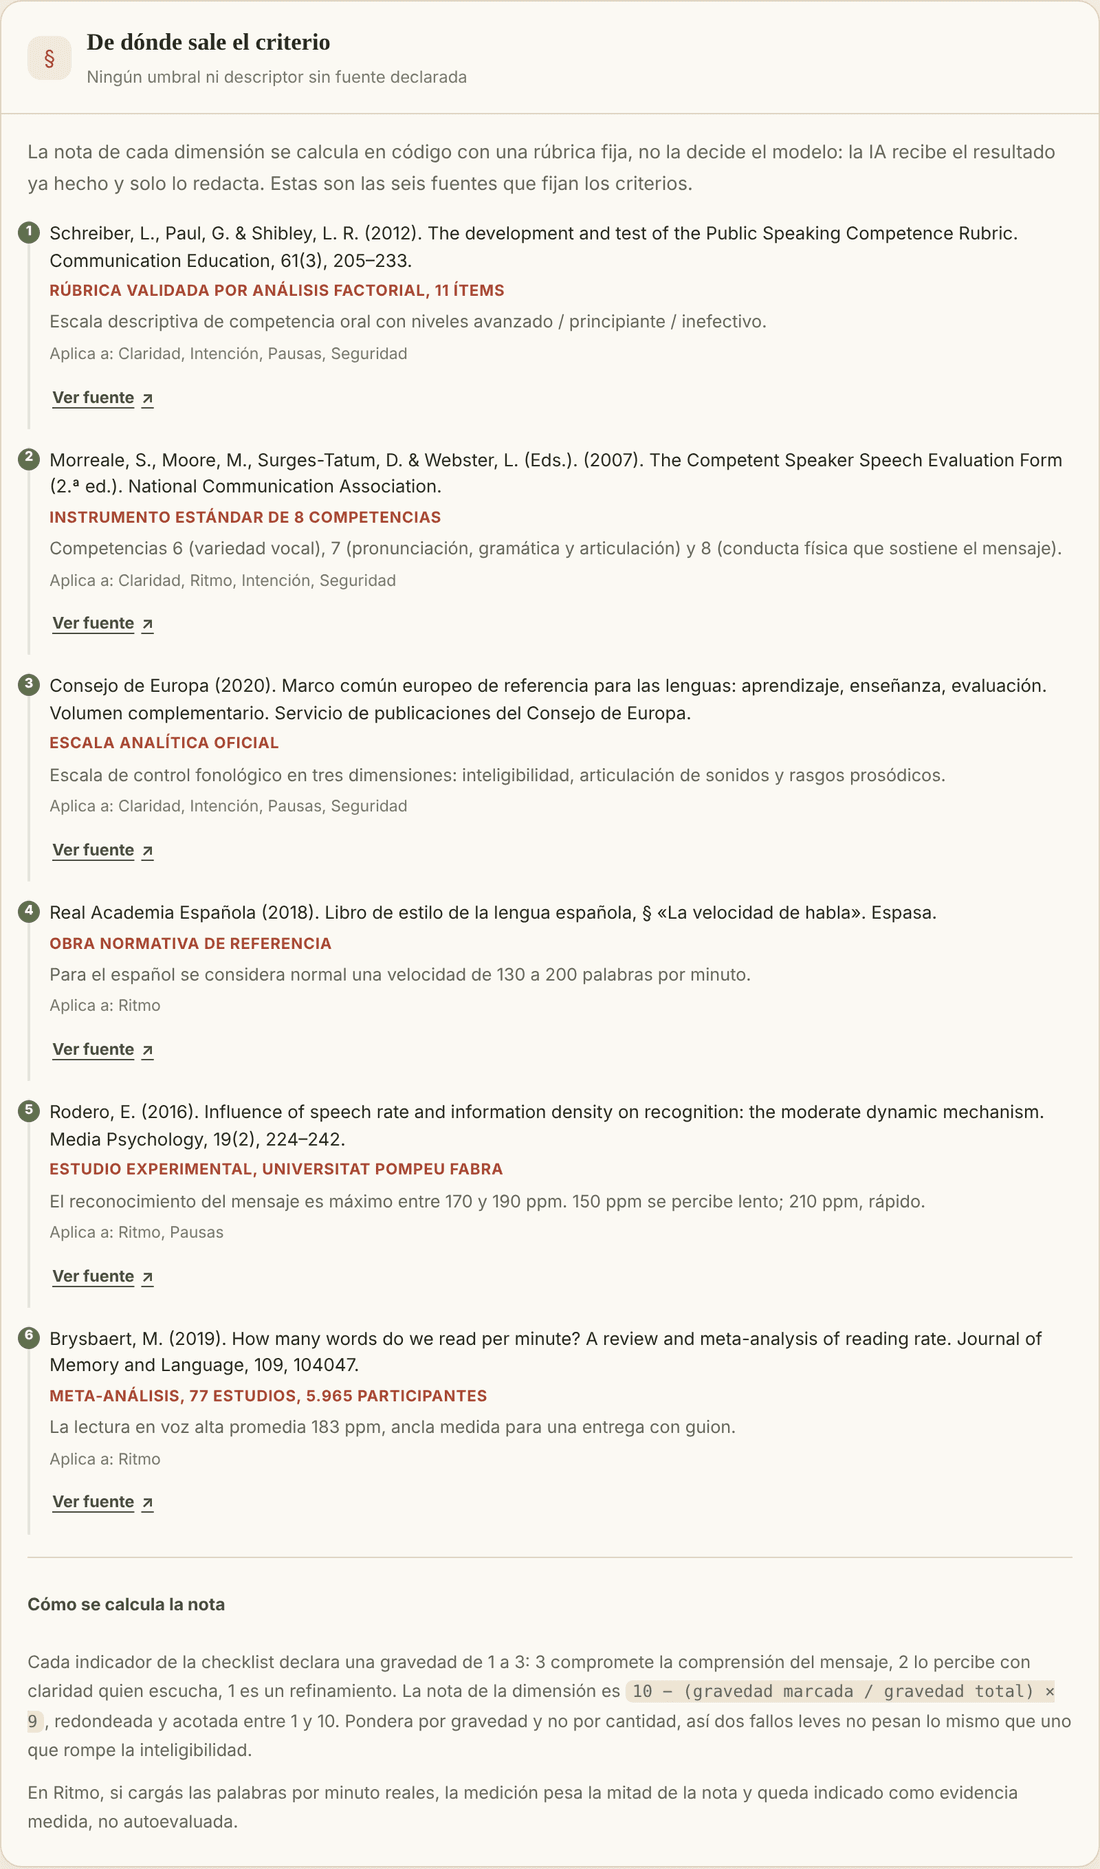 §
De dónde sale el criterio
Ningún umbral ni descriptor sin fuente declarada
La nota de cada dimensión se calcula en código con una rúbrica fija, no la decide el modelo: la IA recibe el resultado
ya hecho y solo lo redacta. Estas son las seis fuentes que fijan los criterios.
1
Schreiber, L., Paul, G. & Shibley, L. R. (2012). The development and test of the Public Speaking Competence Rubric.
Communication Education, 61(3), 205–233.
RÚBRICA VALIDADA POR ANÁLISIS FACTORIAL, 11 ÍTEMS
Escala descriptiva de competencia oral con niveles avanzado / principiante / inefectivo.
Aplica a: Claridad, Intención, Pausas, Seguridad
Ver fuente ↗
2
Morreale, S., Moore, M., Surges-Tatum, D. & Webster, L. (Eds.). (2007). The Competent Speaker Speech Evaluation Form
(2.ª ed.). National Communication Association.
INSTRUMENTO ESTÁNDAR DE 8 COMPETENCIAS
Competencias 6 (variedad vocal), 7 (pronunciación, gramática y articulación) y 8 (conducta física que sostiene el mensaje).
Aplica a: Claridad, Ritmo, Intención, Seguridad
Ver fuente ↗
3
Consejo de Europa (2020). Marco común europeo de referencia para las lenguas: aprendizaje, enseñanza, evaluación.
Volumen complementario. Servicio de publicaciones del Consejo de Europa.
ESCALA ANALÍTICA OFICIAL
Escala de control fonológico en tres dimensiones: inteligibilidad, articulación de sonidos y rasgos prosódicos.
Aplica a: Claridad, Intención, Pausas, Seguridad
Ver fuente ↗
4
Real Academia Española (2018). Libro de estilo de la lengua española, § «La velocidad de habla». Espasa.
OBRA NORMATIVA DE REFERENCIA
Para el español se considera normal una velocidad de 130 a 200 palabras por minuto.
Aplica a: Ritmo
Ver fuente ↗
5
Rodero, E. (2016). Influence of speech rate and information density on recognition: the moderate dynamic mechanism.
Media Psychology, 19(2), 224–242.
ESTUDIO EXPERIMENTAL, UNIVERSITAT POMPEU FABRA
El reconocimiento del mensaje es máximo entre 170 y 190 ppm. 150 ppm se percibe lento; 210 ppm, rápido.
Aplica a: Ritmo, Pausas
Ver fuente ↗
6
Brysbaert, M. (2019). How many words do we read per minute? A review and meta-analysis of reading rate. Journal of
Memory and Language, 109, 104047.
META-ANÁLISIS, 77 ESTUDIOS, 5.965 PARTICIPANTES
La lectura en voz alta promedia 183 ppm, ancla medida para una entrega con guion.
Aplica a: Ritmo
Ver fuente ↗
Cómo se calcula la nota
Cada indicador de la checklist declara una gravedad de 1 a 3: 3 compromete la comprensión del mensaje, 2 lo percibe con
claridad quien escucha, 1 es un refinamiento. La nota de la dimensión es 10 − (gravedad marcada / gravedad total) ×
9, redondeada y acotada entre 1 y 10. Pondera por gravedad y no por cantidad, así dos fallos leves no pesan lo mismo que uno
que rompe la inteligibilidad.
En Ritmo, si cargás las palabras por minuto reales, la medición pesa la mitad de la nota y queda indicado como evidencia
medida, no autoevaluada.